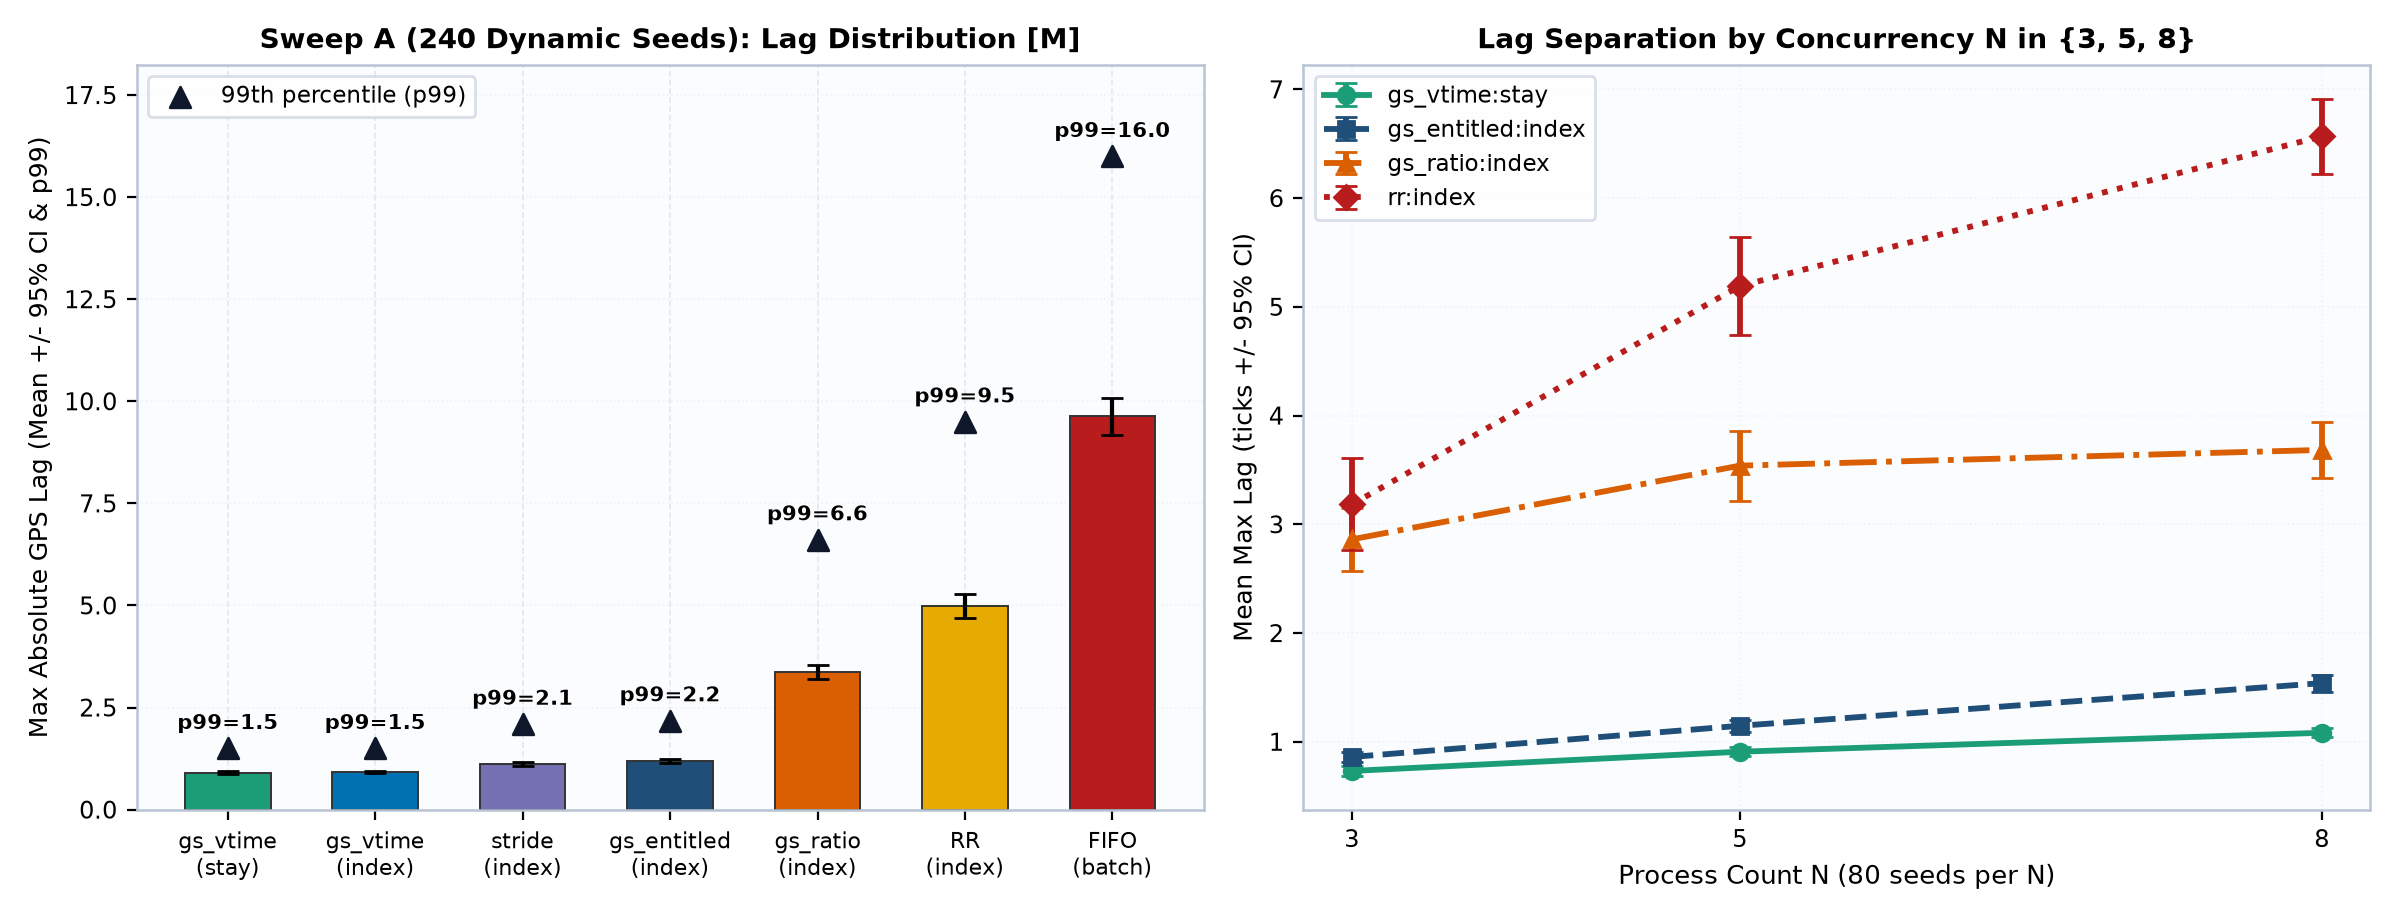 Sweep A (240 Dynamic Seeds): Lag Distribution [M]
Max Absolute GPS Lag (Mean +/- 95% CI & p99)
17.5
15.0
12.5
10.0
7.5
5.0
2.5
0.0
99th percentile (p99)
p99=1.5
p99=1.5
p99=2.1
p99=2.2
p99=6.6
p99=9.5
p99=16.0
gs_vtime
(stay)
gs_vtime
(index)
stride
(index)
gs_entitled
(index)
gs_ratio
(index)
RR
(index)
FIFO
(batch)
Lag Separation by Concurrency N in {3, 5, 8}
Mean Max Lag (ticks +/- 95% CI)
7
6
5
4
3
2
1
gs_vtime:stay
gs_entitled:index
gs_ratio:index
rr:index
3
5
8
Process Count N (80 seeds per N)